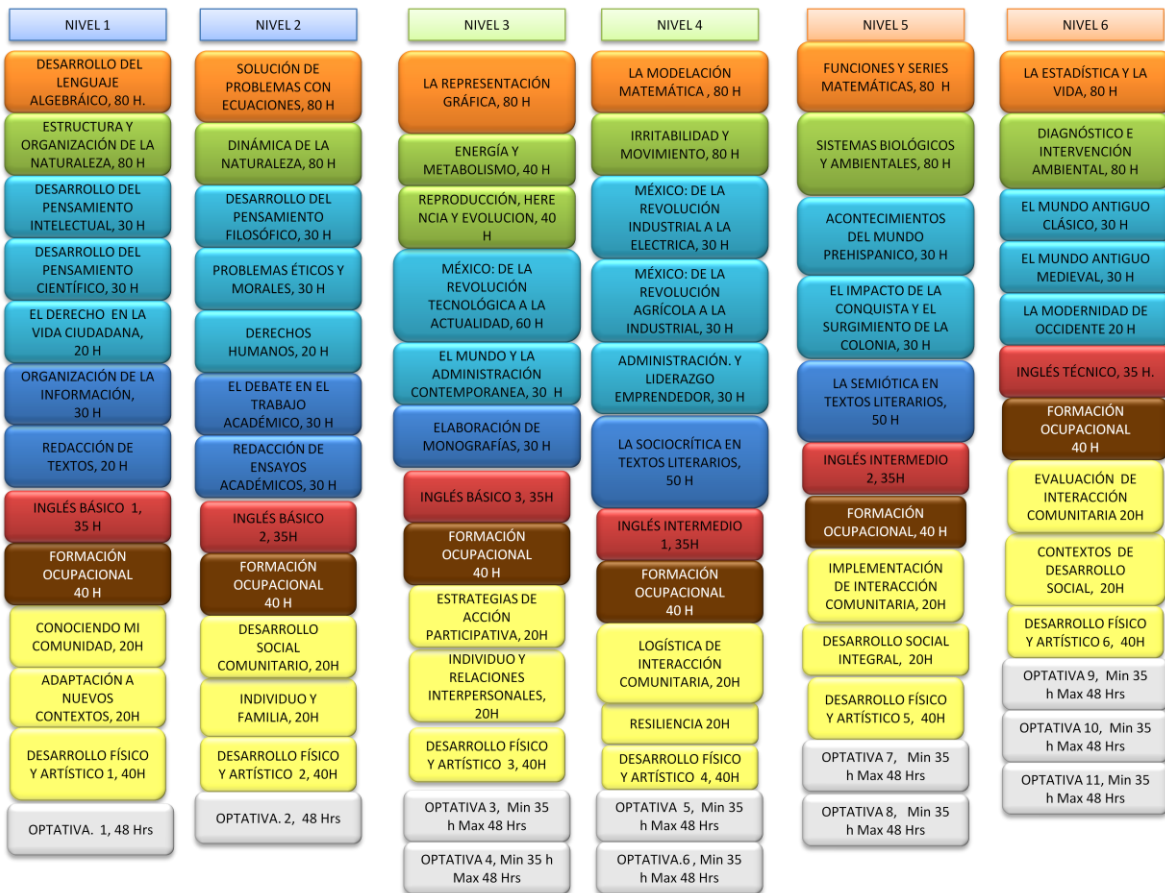 NIVEL 1
DESARROLLO DEL
LENGUAJE
ALGEBRÁICO, 80 H.
ESTRUCTURA Y
ORGANIZACIÓN DE LA
NATURALEZA, 80 H
DESARROLLO DEL
PENSAMIENTO
INTELECTUAL, 30 H
DESARROLLO DEL
PENSAMIENTO
CIENTÍFICO, 30 H
EL DERECHO EN LA
VIDA CIUDADANA,
20 H
ORGANIZACIÓN DE LA
INFORMACIÓN,
30 H
REDACCIÓN DE
TEXTOS, 20 H
INGLÉS BÁSICO 1,
35 H
FORMACIÓN
OCUPACIONAL
40 H
CONOCIENDO MI
COMUNIDAD, 20H
ADAPTACIÓN A
NUEVOS
CONTEXTOS, 20H
DESARROLLO FÍSICO
Y ARTÍSTICO 1, 40H
OPTATIVA. 1, 48 Hrs
NIVEL 2
SOLUCIÓN DE
PROBLEMAS CON
ECUACIONES, 80 H
DINÁMICA DE LA
NATURALEZA, 80 H
DESARROLLO DEL
PENSAMIENTO
FILOSÓFICO, 30 H
PROBLEMAS ÉTICOS Y
MORALES, 30 H
DERECHOS
HUMANOS, 20 H
EL DEBATE EN EL
TRABAJO
ACADÉMICO, 30 H
REDACCIÓN DE
ENSAYOS
ACADÉMICOS, 30 H
INGLÉS BÁSICO
2, 35H
FORMACIÓN
OCUPACIONAL
40 H
DESARROLLO
SOCIAL
COMUNITARIO, 20H
INDIVIDUO Y
FAMILIA, 20H
DESARROLLO FÍSICO
Y ARTÍSTICO 2, 40H
OPTATIVA. 2, 48 Hrs
NIVEL 3
LA REPRESENTACIÓN
GRÁFICA, 80 H
ENERGÍA Y
METABOLISMO, 40 H
REPRODUCCIÓN, HERE
NCIA Y EVOLUCION, 40
H
MÉXICO: DE LA
REVOLUCIÓN
TECNOLÓGICA A LA
ACTUALIDAD, 60 H
EL MUNDO Y LA
ADMINISTRACIÓN
CONTEMPORANEA, 30 H
ELABORACIÓN DE
MONOGRAFÍAS, 30 H
INGLÉS BÁSICO 3, 35H
FORMACIÓN
OCUPACIONAL
40 H
ESTRATEGIAS DE
ACCIÓN
PARTICIPATIVA, 20H
INDIVIDUO Y
RELACIONES
INTERPERSONALES,
20H
DESARROLLO FÍSICO
Y ARTÍSTICO 3, 40H
OPTATIVA 3, Min 35
h Max 48 Hrs
OPTATIVA 4, Min 35 h
Max 48 Hrs
NIVEL 4
LA MODELACIÓN
MATEMÁTICA , 80 H
IRRITABILIDAD Y
MOVIMIENTO, 80 H
MÉXICO: DE LA
REVOLUCIÓN
INDUSTRIAL A LA
ELECTRICA, 30 H
MÉXICO: DE LA
REVOLUCIÓN
AGRÍCOLA A LA
INDUSTRIAL, 30 H
ADMINISTRACIÓN. Y
LIDERAZGO
EMPRENDEDOR, 30 H
LA SOCIOCRÍTICA EN
TEXTOS LITERARIOS,
50 H
INGLÉS INTERMEDIO
1, 35H
FORMACIÓN
OCUPACIONAL
40 H
LOGÍSTICA DE
INTERACCIÓN
COMUNITARIA, 20H
RESILIENCIA 20H
DESARROLLO FÍSICO
Y ARTÍSTICO 4, 40H
OPTATIVA 5, Min 35
h Max 48 Hrs
OPTATIVA.6 , Min 35
h Max 48 Hrs
NIVEL 5
FUNCIONES Y SERIES
MATEMÁTICAS, 80 H
SISTEMAS BIOLÓGICOS
Y AMBIENTALES, 80 H
ACONTECIMIENTOS
DEL MUNDO
PREHISPANICO, 30 H
EL IMPACTO DE LA
CONQUISTA Y EL
SURGIMIENTO DE LA
COLONIA, 30 H
LA SEMIÓTICA EN
TEXTOS LITERARIOS,
50 H
INGLÉS INTERMEDIO
2, 35H
FORMACIÓN
OCUPACIONAL, 40 H
IMPLEMENTACIÓN
DE INTERACCIÓN
COMUNITARIA, 20H
DESARROLLO SOCIAL
INTEGRAL, 20H
DESARROLLO FÍSICO
Y ARTÍSTICO 5, 40H
OPTATIVA 7, Min 35
h Max 48 Hrs
OPTATIVA 8, Min 35
h Max 48 Hrs
NIVEL 6
LA ESTADÍSTICA Y LA
VIDA, 80 H
DIAGNÓSTICO E
INTERVENCIÓN
AMBIENTAL, 80 H
EL MUNDO ANTIGUO
CLÁSICO, 30 H
EL MUNDO ANTIGUO
MEDIEVAL, 30 H
LA MODERNIDAD DE
OCCIDENTE 20 H
INGLÉS TÉCNICO, 35 H.
FORMACIÓN
OCUPACIONAL
40 H
EVALUACIÓN DE
INTERACCIÓN
COMUNITARIA 20H
CONTEXTOS DE
DESARROLLO
SOCIAL, 20H
DESARROLLO FÍSICO
Y ARTÍSTICO 6, 40H
OPTATIVA 9, Min 35
h Max 48 Hrs
OPTATIVA 10, Min 35
h Max 48 Hrs
OPTATIVA 11, Min 35
h Max 48 Hrs